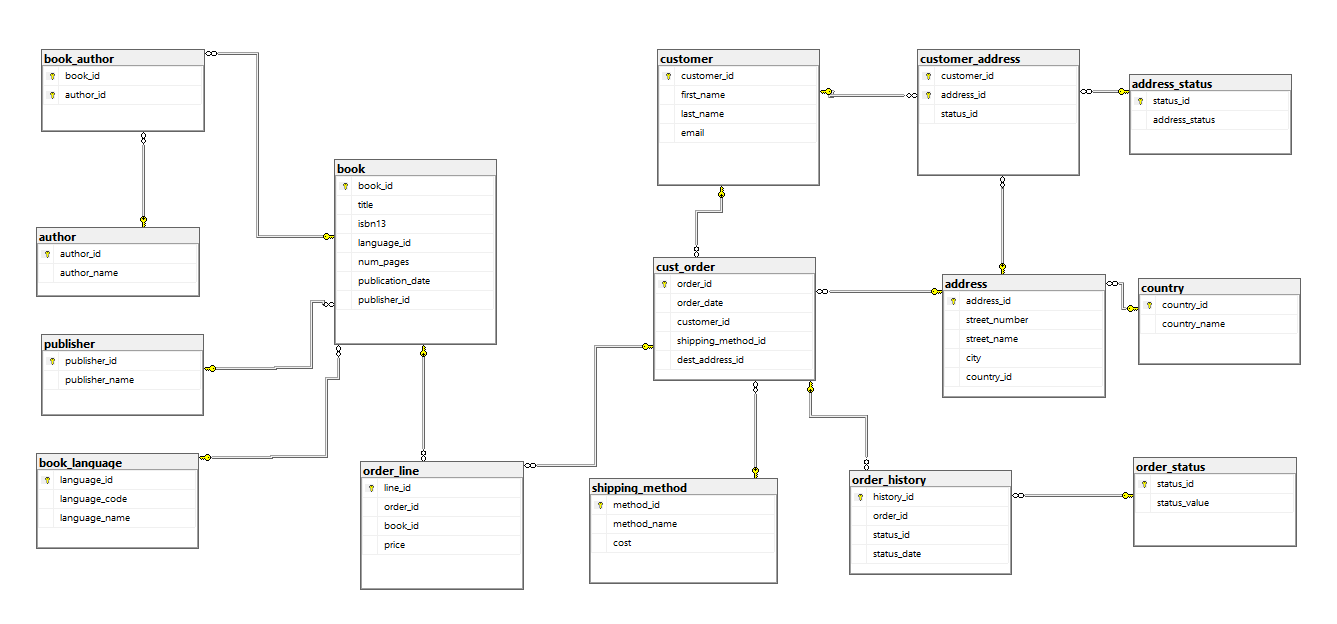 book_author
book_id
author_id
author
author_id
author_name
publisher
publisher_id
publisher_name
book_language
language_id
language_code
language_name
book
book_id
title
isbn13
language_id
num_pages
publication_date
publisher_id
order_line
line_id
order_id
book_id
price
customer
customer_id
first_name
last_name
email
cust_order
order_id
order_date
customer_id
shipping_method_id
dest_address_id
shipping_method
method_id
method_name
cost
customer_address
customer_id
address_id
status_id
address_status
status_id
address_status
address
address_id
street_number
street_name
city
country_id
country
country_id
country_name
order_history
history_id
order_id
status_id
status_date
order_status
status_id
status_value